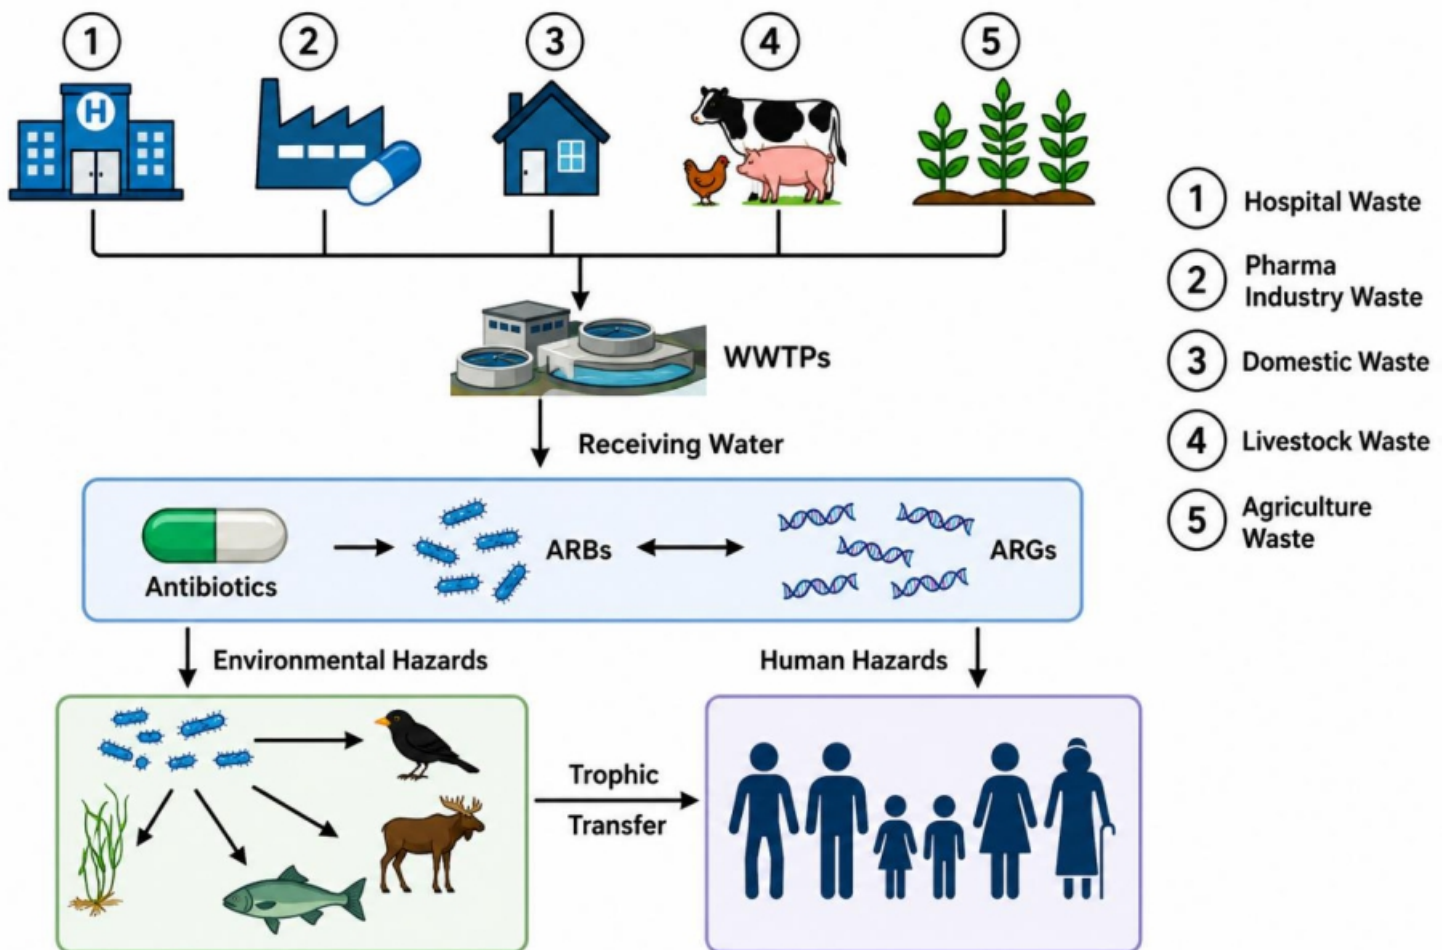 1
2
3
4
5
H
1 Hospital Waste
2 Pharma
Industry Waste
3 Domestic Waste
4 Livestock Waste
5 Agriculture
Waste
WWTPs
Receiving Water
Antibiotics
ARBs
ARGs
Environmental Hazards
Human Hazards
Trophic
Transfer